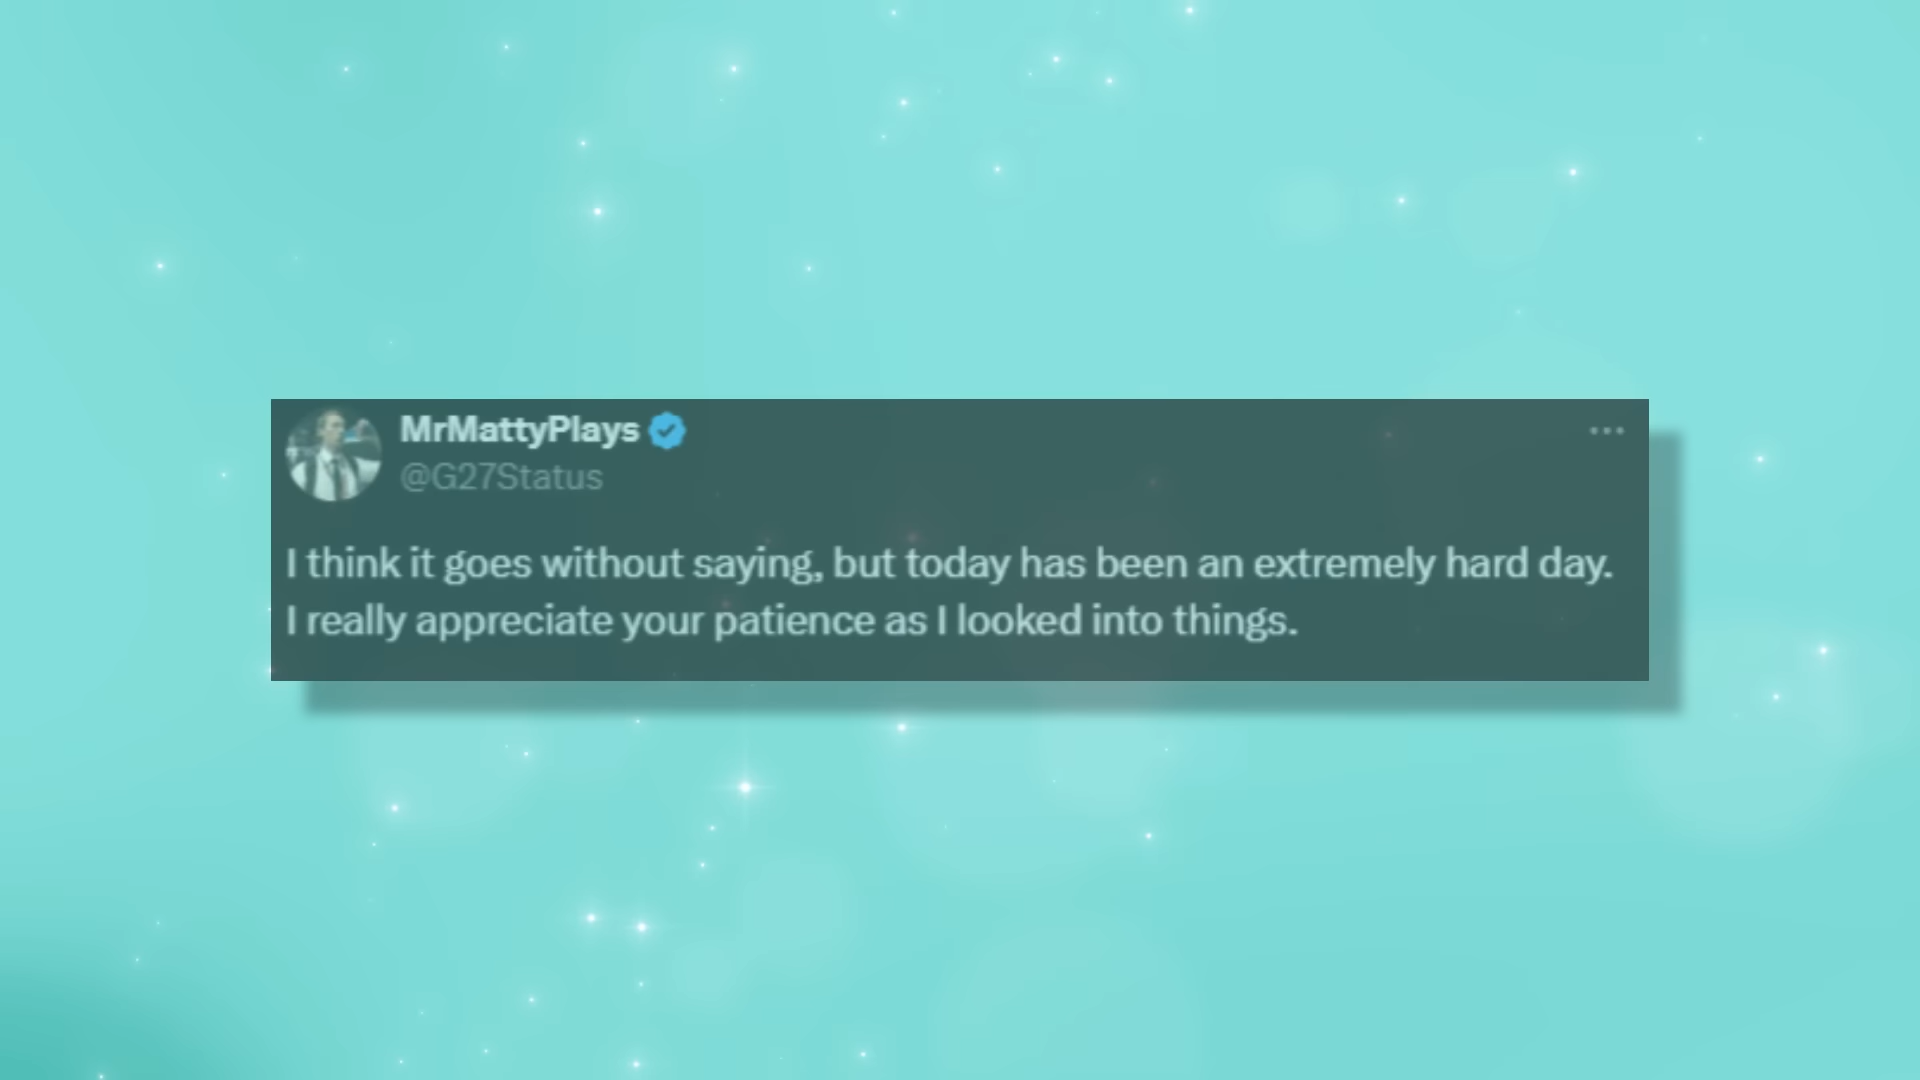 MrMattyPlays
@G27Status
I think it goes without saying, but today has been an extremely hard day.
I really appreciate your patience as I looked into things.